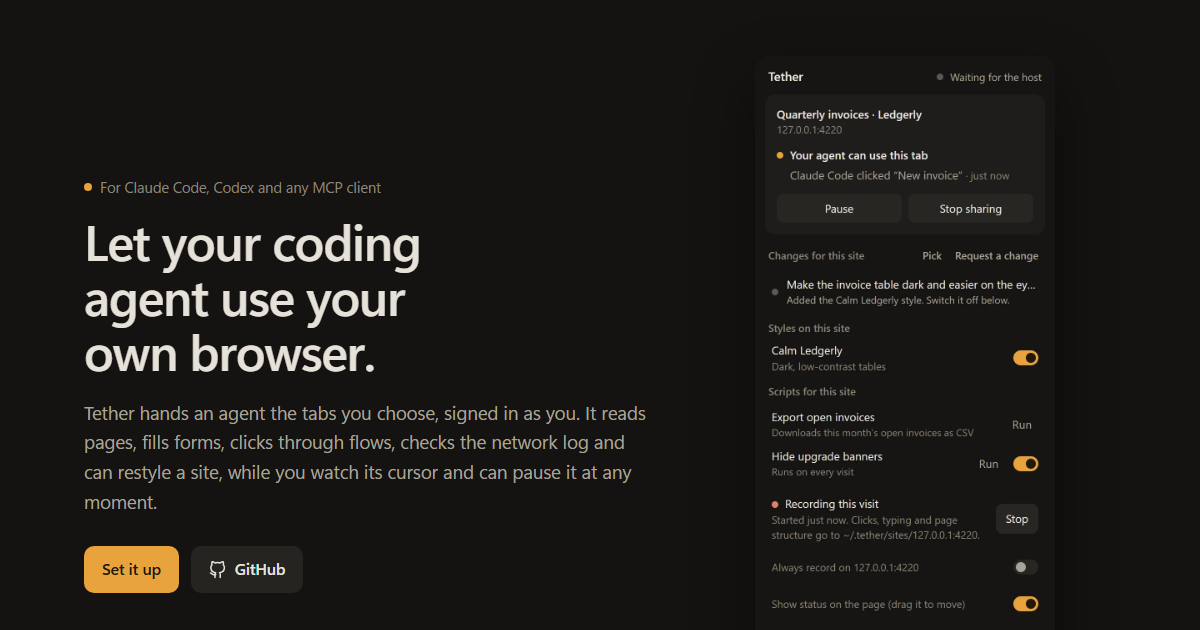 For Claude Code, Codex and any MCP client
Let your coding
agent use your
own browser.
Tether hands an agent the tabs you choose, signed in as you. It reads
pages, fills forms, clicks through flows, checks the network log and
can restyle a site, while you watch its cursor and can pause it at any
moment.
Set it up
GitHub
Tether
Waiting for the host
Quarterly invoices · Ledgerly
127.0.0.1:4220
Your agent can use this tab
Claude Code clicked “New invoice” · just now
Pause
Stop sharing
Changes for this site
Pick
Request a change
Make the invoice table dark and easier on the ey...
Added the Calm Ledgerly style. Switch it off below.
Styles on this site
Calm Ledgerly
Dark, low-contrast tables
Scripts for this site
Export open invoices
Downloads this month's open invoices as CSV
Run
Hide upgrade banners
Runs on every visit
Run
Recording this visit
Started just now. Clicks, typing and page
structure go to ~/.tether/sites/127.0.0.1:4220.
Stop
Always record on 127.0.0.1:4220
Show status on the page (drag it to move)